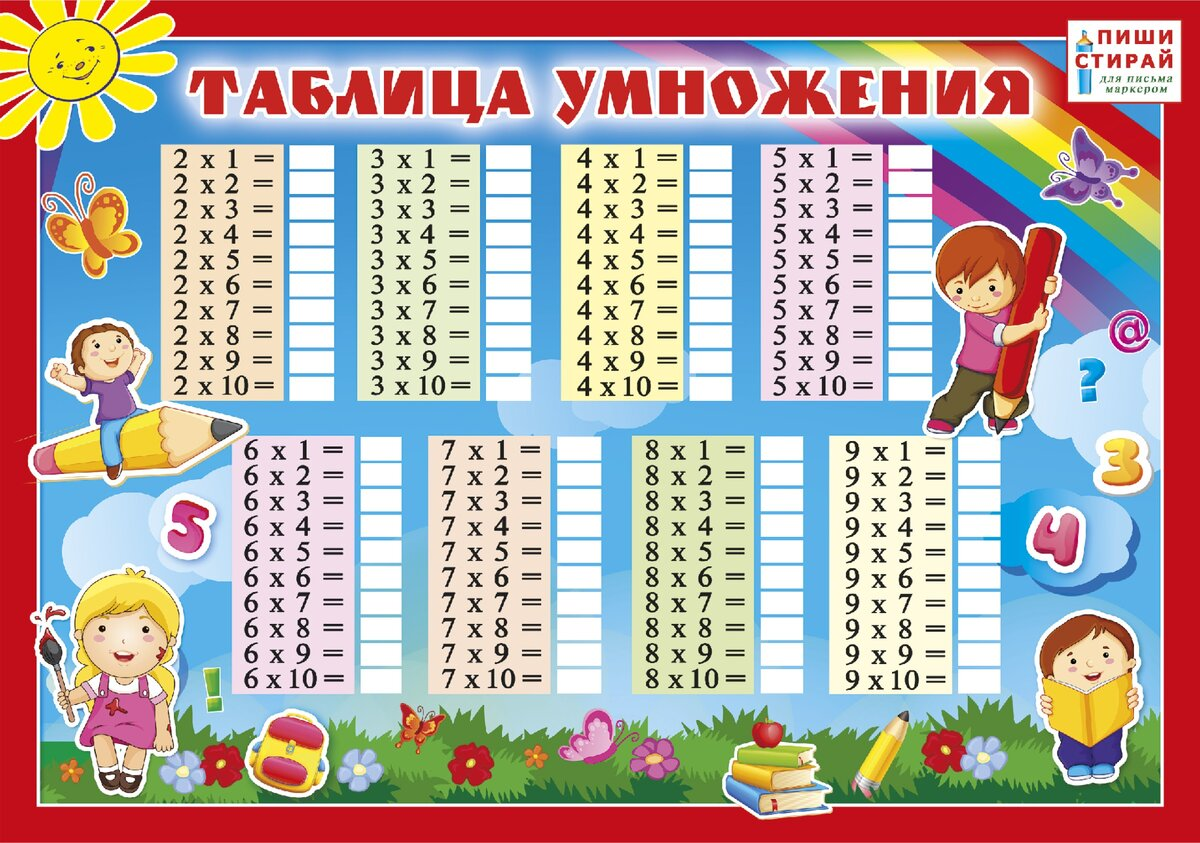 ПИШИ
СТИРАЙ
для письма
маркером
ТАБЛИЦА УМНОЖЕНИЯ
2 x 1 =
2 x 2 =
2 x 3 =
2 x 4 =
2 x 5 =
2 x 6 =
2 x 7 =
2 x 8 =
2 x 9 =
2 x 10 =
3 x 1 =
3 x 2 =
3 x 3 =
3 x 4 =
3 x 5 =
3 x 6 =
3 x 7 =
3 x 8 =
3 x 9 =
3 x 10 =
4 x 1 =
4 x 2 =
4 x 3 =
4 x 4 =
4 x 5 =
4 x 6 =
4 x 7 =
4 x 8 =
4 x 9 =
4 x 10 =
5 x 1 =
5 x 2 =
5 x 3 =
5 x 4 =
5 x 5 =
5 x 6 =
5 x 7 =
5 x 8 =
5 x 9 =
5 x 10 =
@
?
3
4
5
6 x 1 =
6 x 2 =
6 x 3 =
6 x 4 =
6 x 5 =
6 x 6 =
6 x 7 =
6 x 8 =
6 x 9 =
6 x 10 =
7 x 1 =
7 x 2 =
7 x 3 =
7 x 4 =
7 x 5 =
7 x 6 =
7 x 7 =
7 x 8 =
7 x 9 =
7 x 10 =
8 x 1 =
8 x 2 =
8 x 3 =
8 x 4 =
8 x 5 =
8 x 6 =
8 x 7 =
8 x 8 =
8 x 9 =
8 x 10 =
9 x 1 =
9 x 2 =
9 x 3 =
9 x 4 =
9 x 5 =
9 x 6 =
9 x 7 =
9 x 8 =
9 x 9 =
9 x 10 =
!